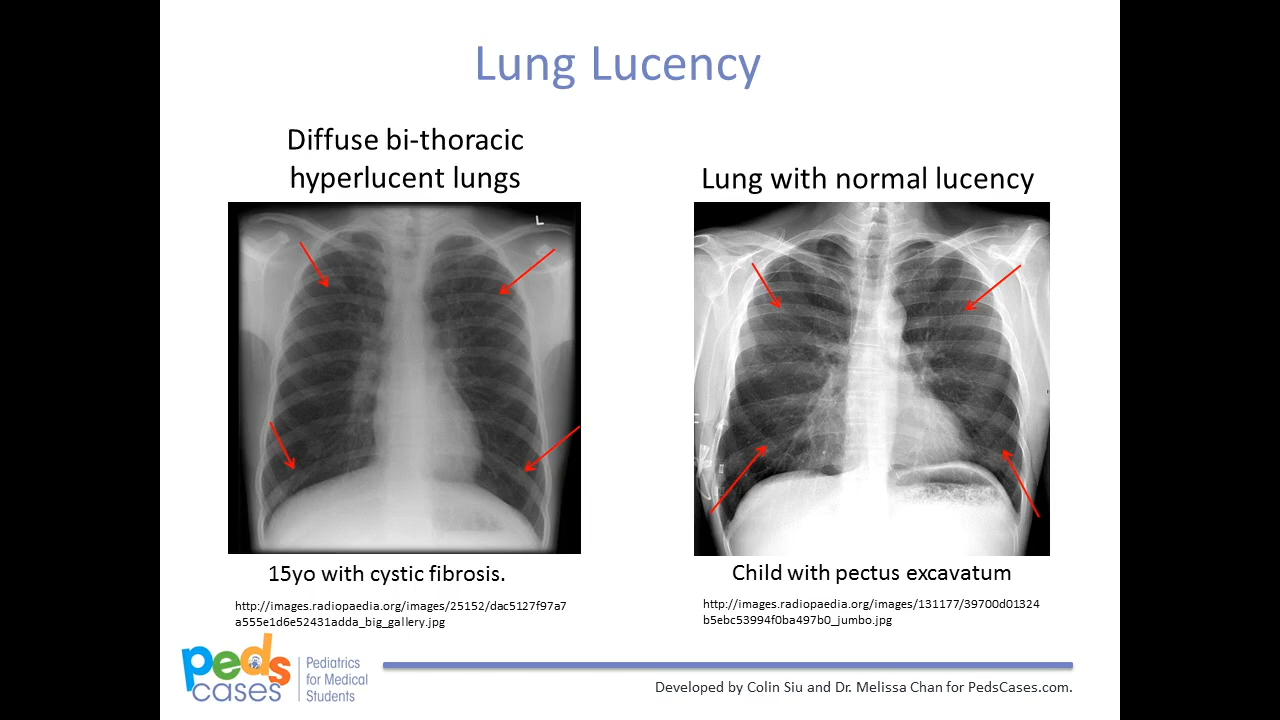 Lung Lucency
Diffuse bi-thoracic
hyperlucent lungs
L
15yo with cystic fibrosis.
http://images.radiopaedia.org/images/25152/dac5127f97a7
a555e1d6e52431adda_big_gallery.jpg
Lung with normal lucency
Child with pectus excavatum
http://images.radiopaedia.org/images/131177/39700d01324
b5ebc53994f0ba497b0_jumbo.jpg
peds
cases
Pediatrics
for Medical
Students
Developed by Colin Siu and Dr. Melissa Chan for PedsCases.com.